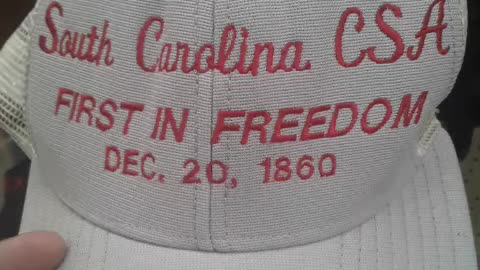 South Carolina CSA
FIRST IN FREEDOM
DEC. 20, 1860